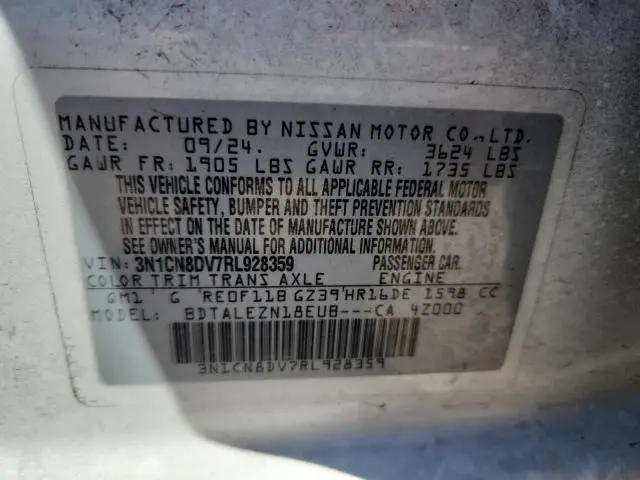 MANUFACTURED BY NISSAN MOTOR CO.,LTD.
DATE: 09/24. GVWR: 3624 LBS
GAWR FR: 1905 LBS GAWR RR: 1735 LBS
THIS VEHICLE CONFORMS TO ALL APPLICABLE FEDERAL MOTOR
VEHICLE SAFETY, BUMPER AND THEFT PREVENTION STANDARDS
IN EFFECT ON THE DATE OF MANUFACTURE SHOWN ABOVE.
SEE OWNER'S MANUAL FOR ADDITIONAL INFORMATION.
VIN: 3N1CN8DV7RL928359 PASSENGER CAR.
COLOR TRIM TRANS AXLE ENGINE
GM1 G RE0F11B GZ39 HR16DE 1598 CC
MODEL: BDTALEZN18EUB---CA 4Z000
3N1CN8DV7RL928359